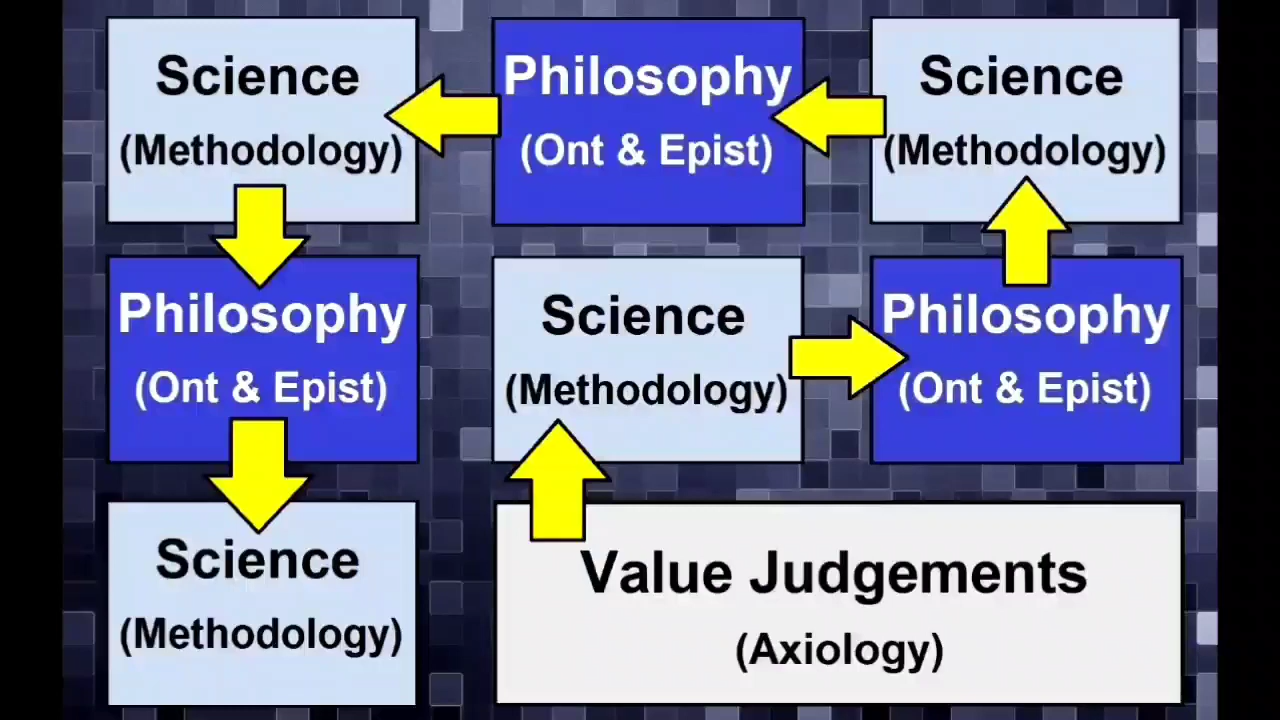 Science
(Methodology)
Philosophy
(Ont & Epist)
Science
(Methodology)
Philosophy
(Ont & Epist)
Science
(Methodology)
Philosophy
(Ont & Epist)
Science
(Methodology)
Value Judgements
(Axiology)